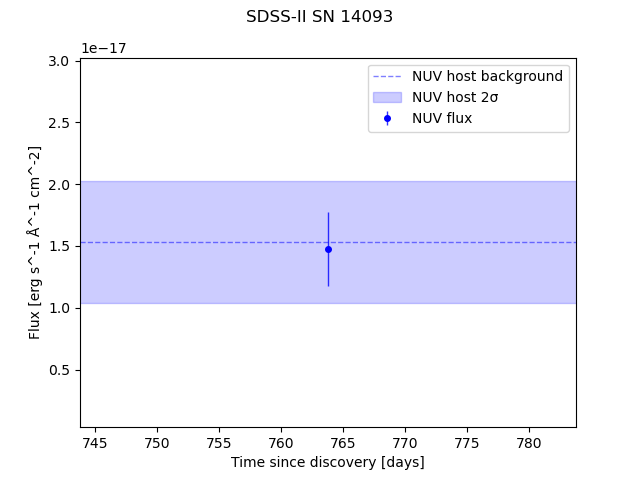 SDSS-II SN 14093
1e−17
3.0
2.5
2.0
1.5
1.0
0.5
Flux [erg s^-1 Å^-1 cm^-2]
NUV host background
NUV host 2σ
NUV flux
745 750 755 760 765 770 775 780
Time since discovery [days]